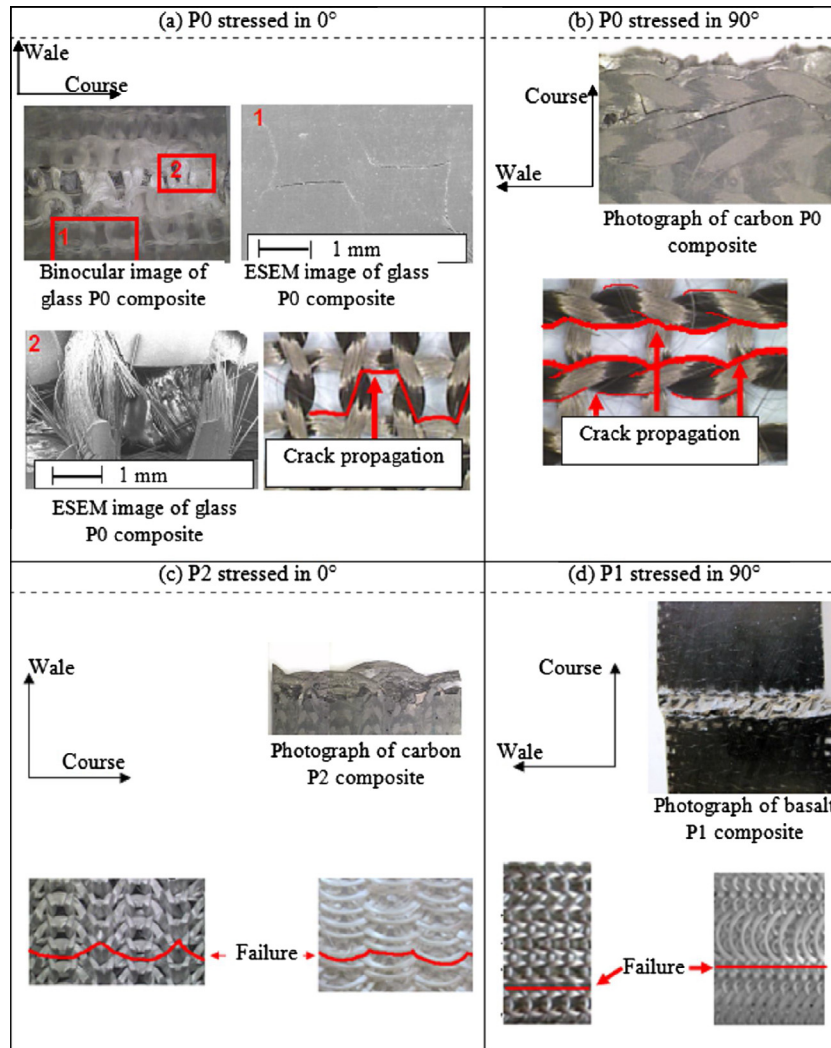 (a) P0 stressed in 0°
Wale
Course
1
2
1
1 mm
Binocular image of
glass P0 composite
ESEM image of glass
P0 composite
2
1 mm
Crack propagation
ESEM image of glass
P0 composite
(b) P0 stressed in 90°
Course
Wale
Photograph of carbon P0
composite
Crack propagation
(c) P2 stressed in 0°
Wale
Course
Photograph of carbon
P2 composite
Failure
(d) P1 stressed in 90°
Course
Wale
Photograph of basalt
P1 composite
Failure